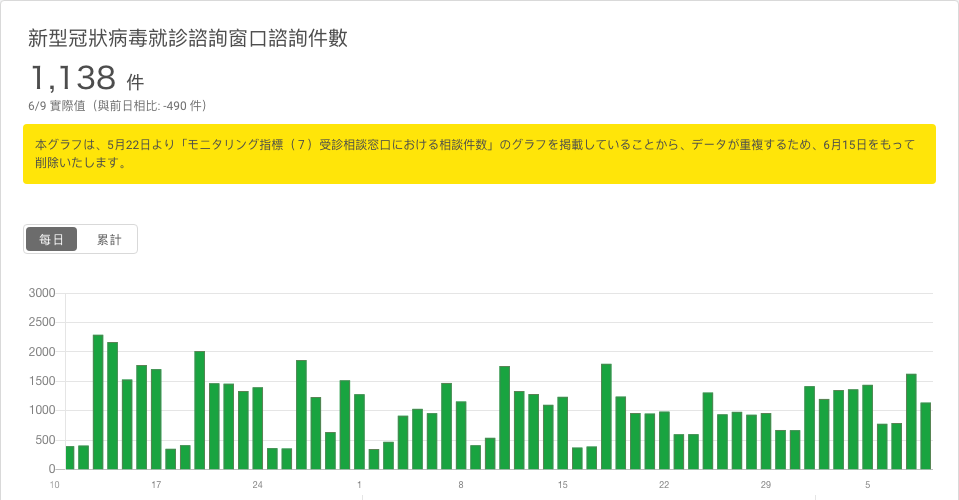 新型冠狀病毒就診諮詢窗口諮詢件數
1,138 件
6/9 實際值（與前日相比: -490 件）
本グラフは、5月22日より「モニタリング指標（７）受診相談窓口における相談件数」のグラフを掲載していることから、データが重複するため、6月15日をもって
削除いたします。
每日 累計
3000
2500
2000
1500
1000
500
0
10 17 24 1 8 15 22 29 5